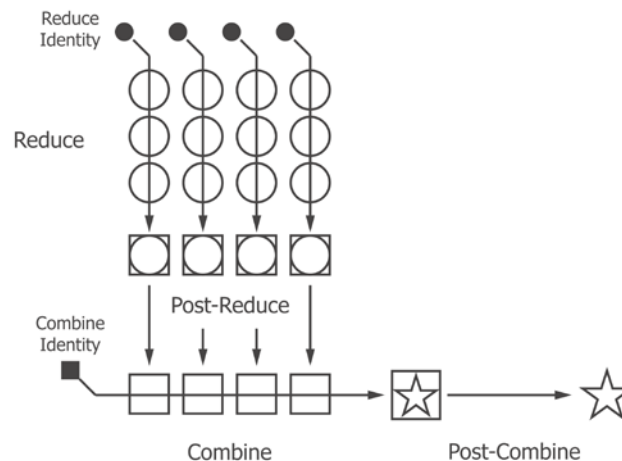 Reduce
Identity
Reduce
Post-Reduce
Combine
Identity
Combine
Post-Combine